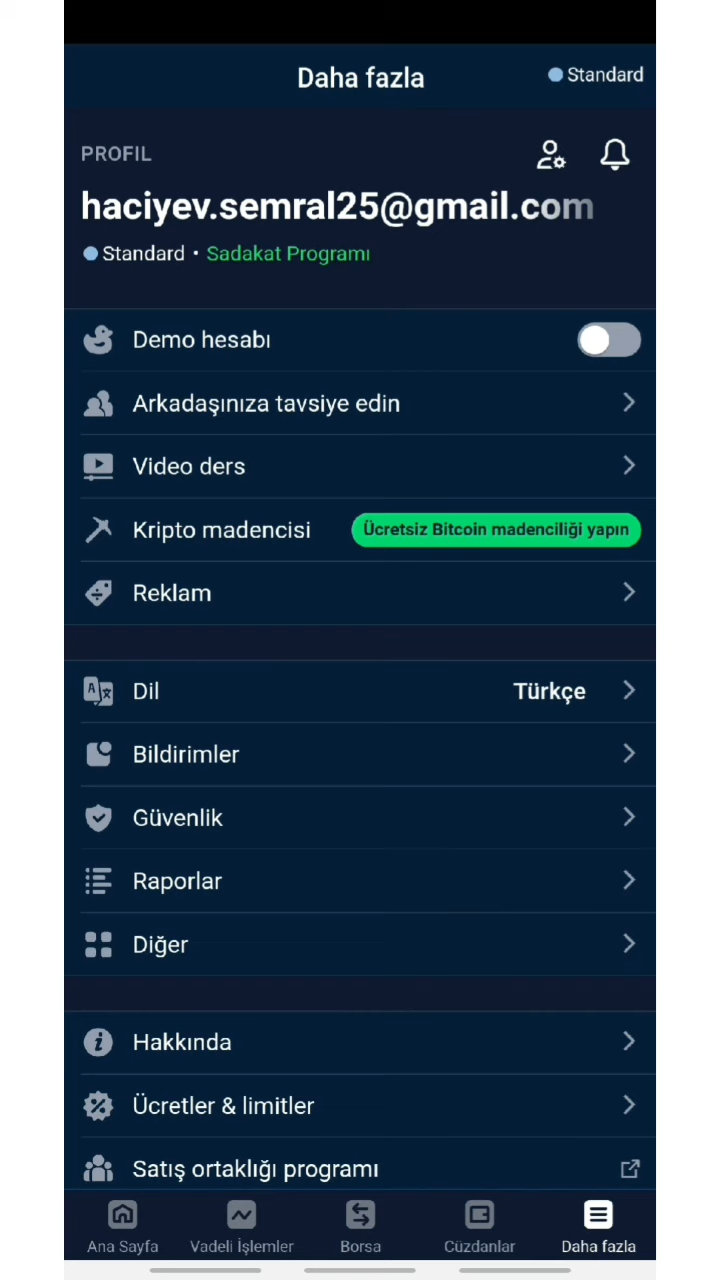 Daha fazla
Standard
PROFIL
haciyev.semral25@gmail.com
Standard • Sadakat Programı
Demo hesabı
Arkadaşınıza tavsiye edin
Video ders
Kripto madencisi
Ücretsiz Bitcoin madenciliği yapın
Reklam
Dil
Türkçe
Bildirimler
Güvenlik
Raporlar
Diğer
Hakkında
Ücretler & limitler
Satış ortaklığı programı
Ana Sayfa
Vadeli İşlemler
Borsa
Cüzdanlar
Daha fazla